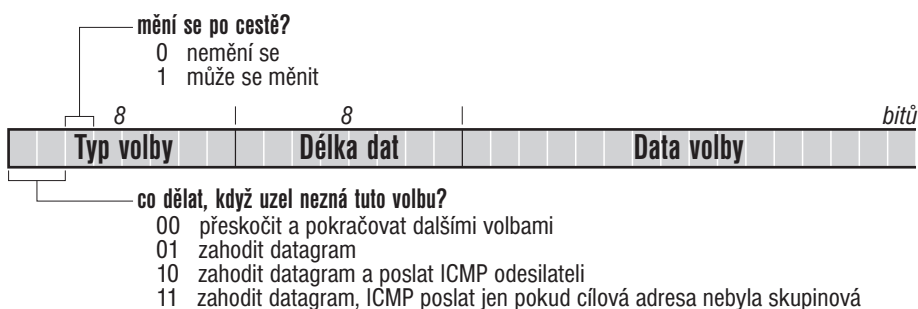 mění se po cestě?
0 nemění se
1 může se měnit
8 8 bitů
Typ volby Délka dat Data volby
co dělat, když uzel nezná tuto volbu?
00 přeskočit a pokračovat dalšími volbami
01 zahodit datagram
10 zahodit datagram a poslat ICMP odesilateli
11 zahodit datagram, ICMP poslat jen pokud cílová adresa nebyla skupinová